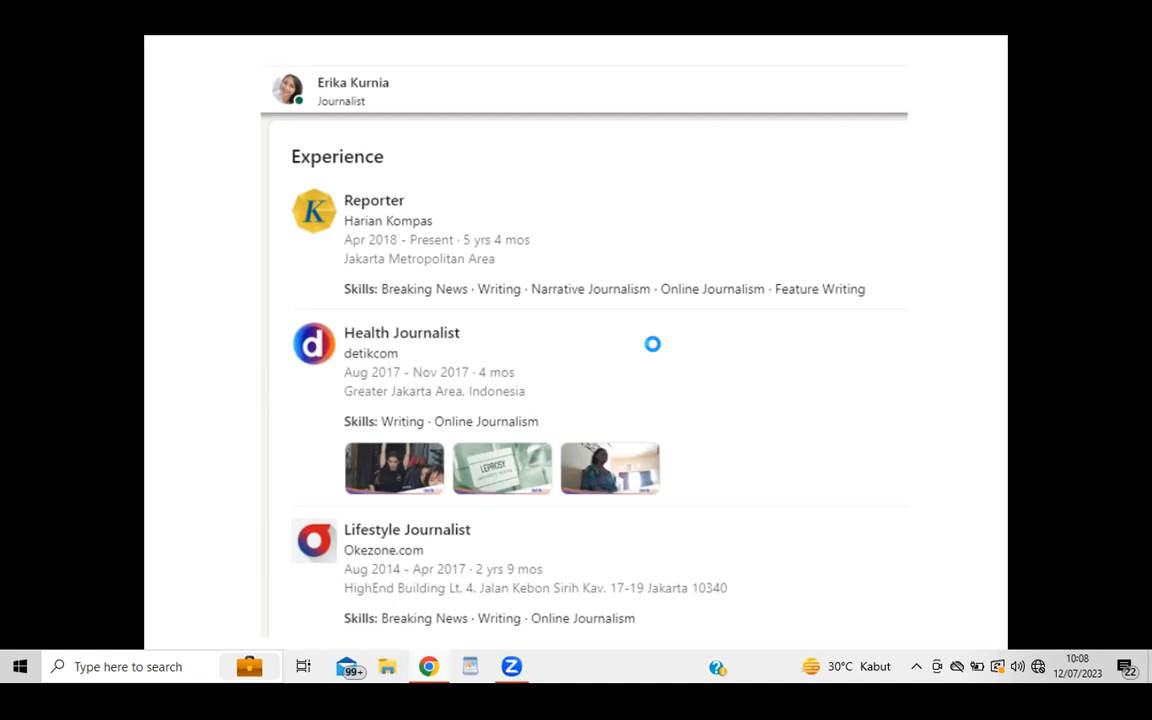 Erika Kurnia
Journalist
Experience
K
Reporter
Harian Kompas
Apr 2018 - Present · 5 yrs 4 mos
Jakarta Metropolitan Area
Skills: Breaking News · Writing · Narrative Journalism · Online Journalism · Feature Writing
d
Health Journalist
detikcom
Aug 2017 - Nov 2017 · 4 mos
Greater Jakarta Area, Indonesia
Skills: Writing · Online Journalism
LEPROSY
Lifestyle Journalist
Okezone.com
Aug 2014 - Apr 2017 · 2 yrs 9 mos
HighEnd Building Lt. 4. Jalan Kebon Sirih Kav. 17-19 Jakarta 10340
Skills: Breaking News · Writing · Online Journalism
Type here to search
99+
Z
30°C Kabut
10:08
12/07/2023
22